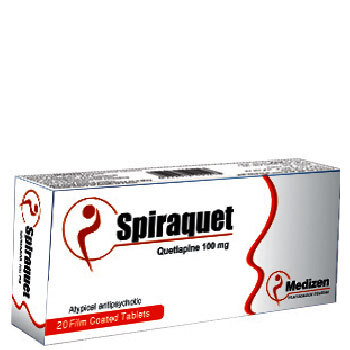 Spiraquet
Quetiapine 100 mg
Atypical antipsychotic
20 Film Coated Tablets
Medizen
Spiraquet